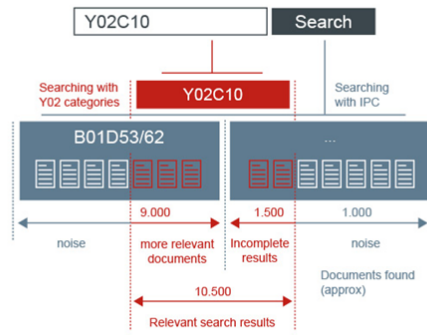 Y02C10 Search
Searching with
Y02 categories
Y02C10
Searching
with IPC
B01D53/62 ...
9.000 1.500 1.000
noise more relevant
documents Incomplete
results noise
10.500 Documents found
(approx)
Relevant search results